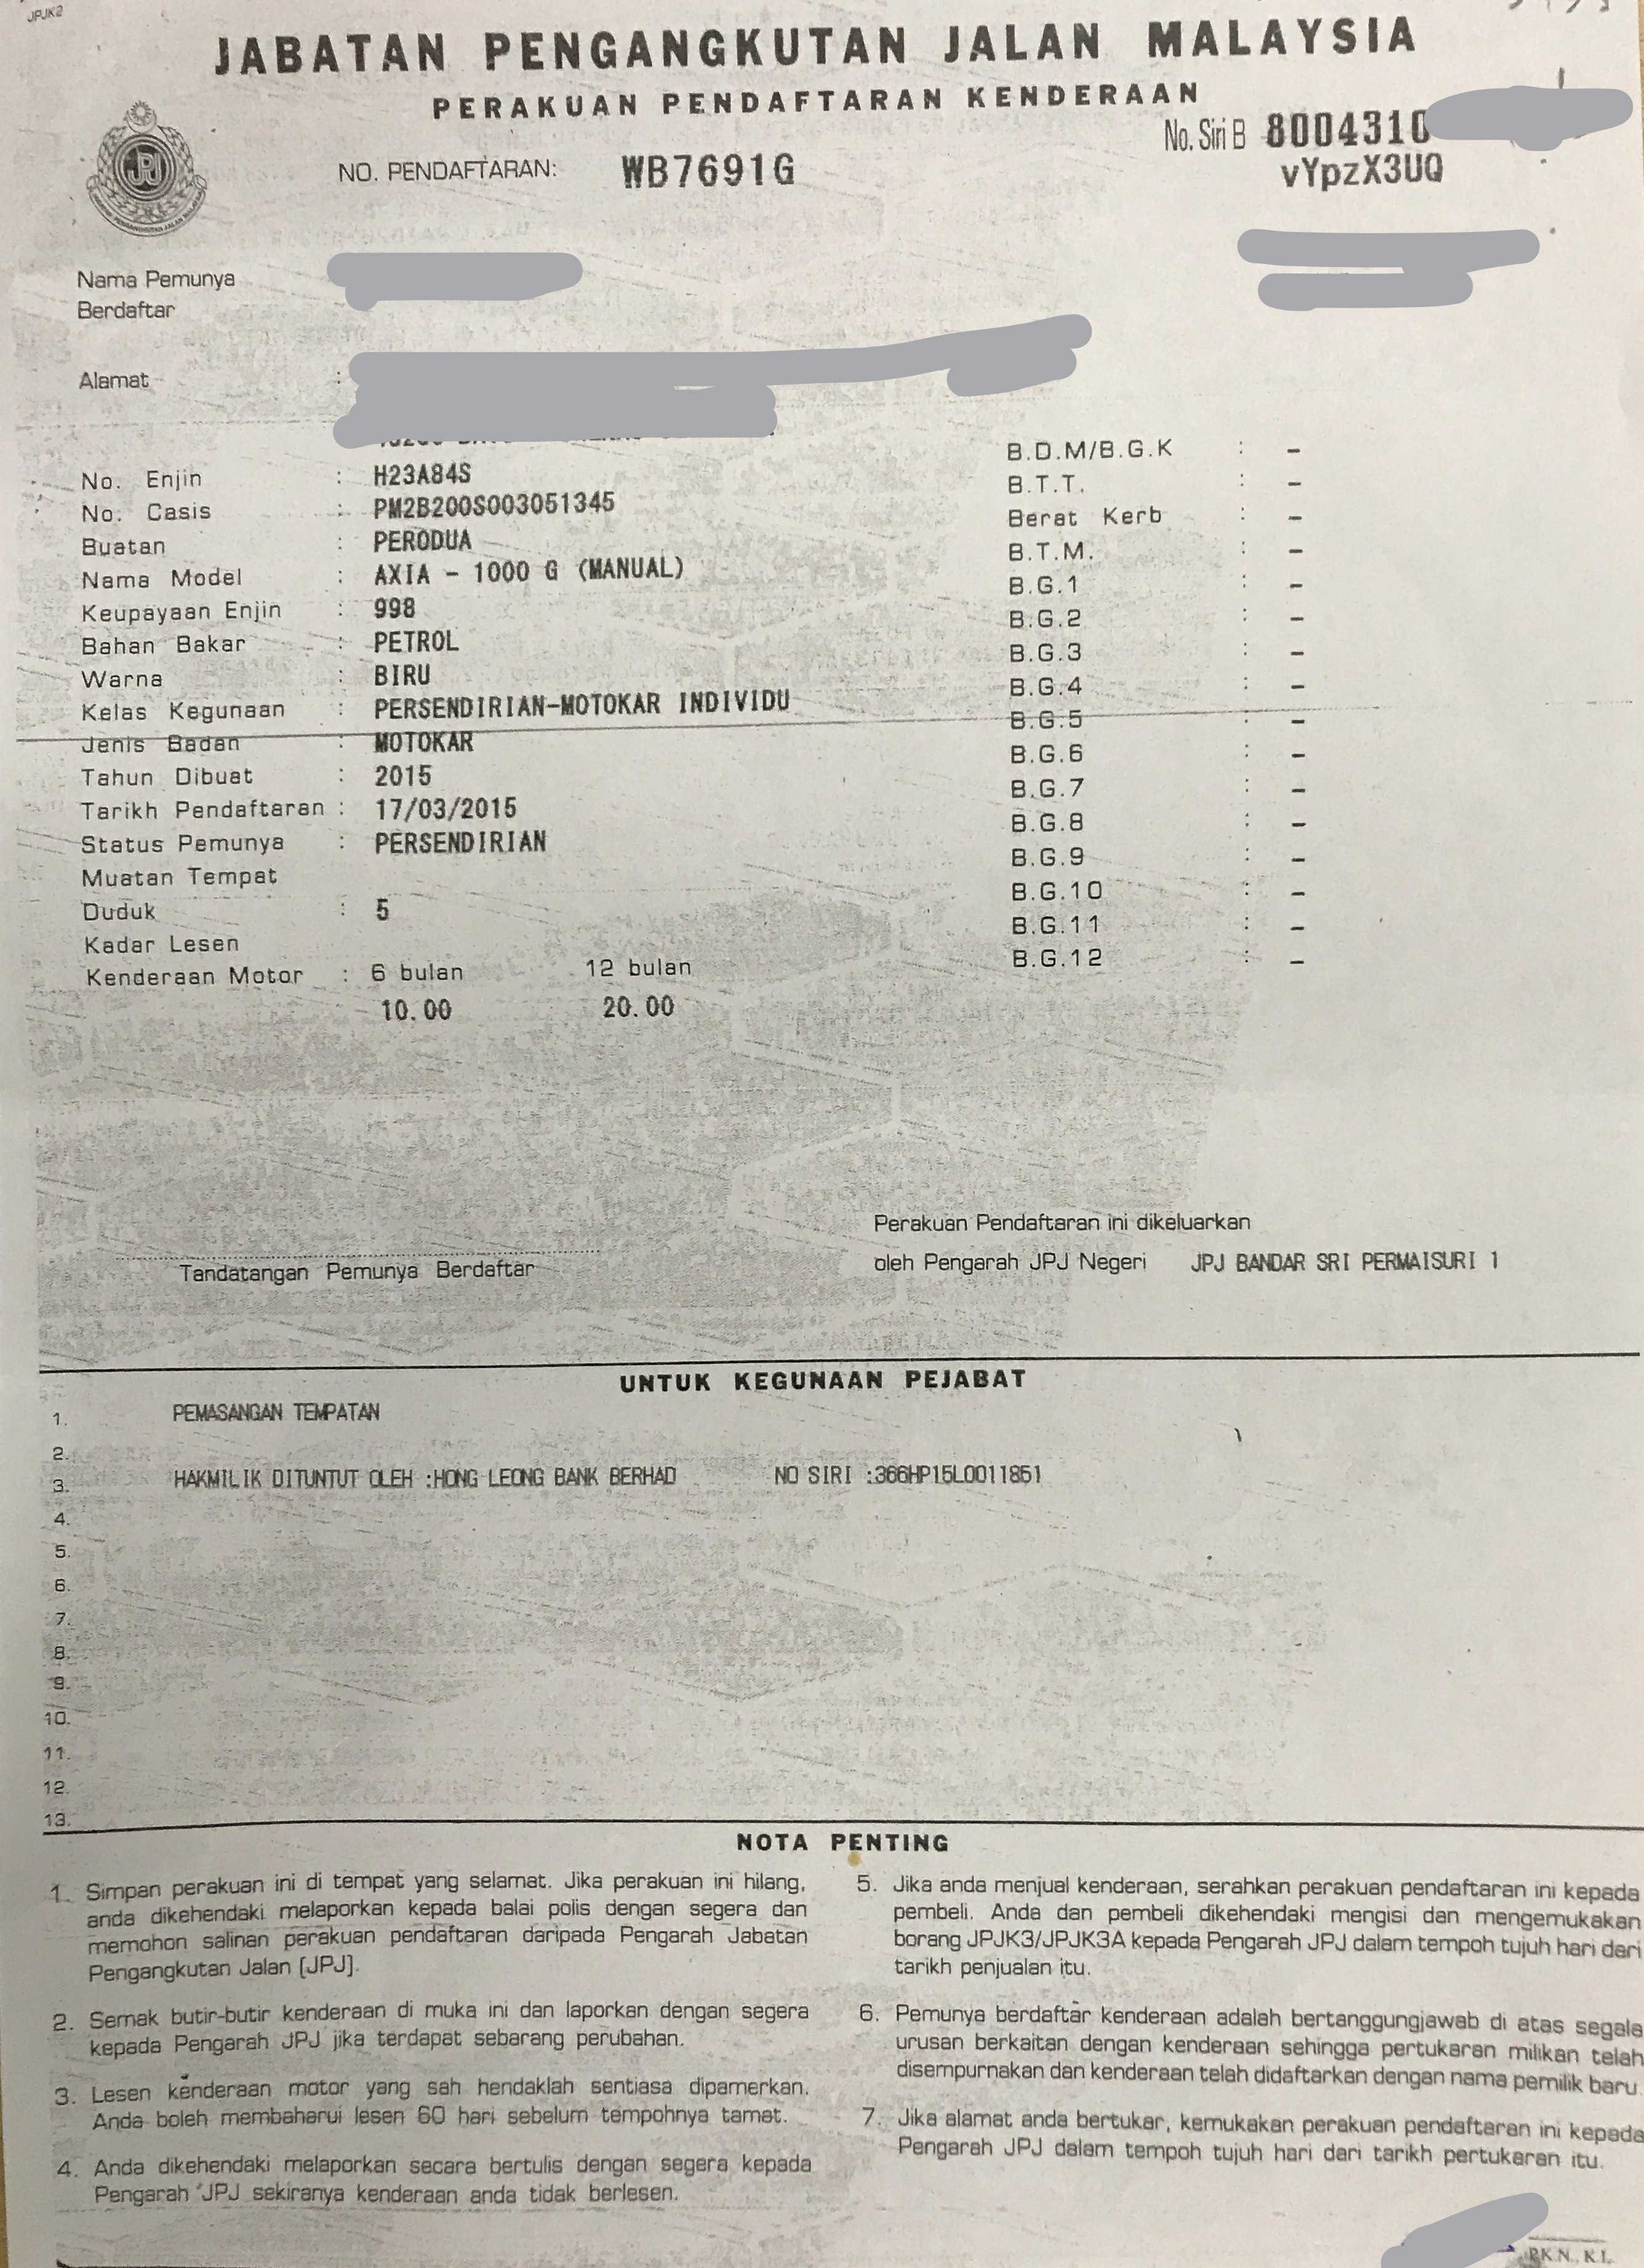 JPJK2
JABATAN PENGANGKUTAN JALAN MALAYSIA
PERAKUAN PENDAFTARAN KENDERAAN
No. Siri B 8004310
NO. PENDAFTARAN: WB7691G
vYpzX3UQ
Nama Pemunya
Berdaftar
Alamat :
B.D.M/B.G.K : -
No. Enjin : H23A84S
B.T.T. : -
No. Casis : PM2B200S003051345
Berat Kerb : -
Buatan : PERODUA
B.T.M. : -
Nama Model : AXIA - 1000 G (MANUAL)
B.G.1 : -
Keupayaan Enjin : 998
B.G.2 : -
Bahan Bakar : PETROL
B.G.3 : -
Warna : BIRU
B.G.4 : -
Kelas Kegunaan : PERSENDIRIAN-MOTOKAR INDIVIDU
B.G.5 : -
Jenis Badan : MOTOKAR
B.G.6 : -
Tahun Dibuat : 2015
B.G.7 : -
Tarikh Pendaftaran : 17/03/2015
B.G.8 : -
Status Pemunya : PERSENDIRIAN
B.G.9 : -
Muatan Tempat
B.G.10 : -
Duduk : 5
B.G.11 : -
Kadar Lesen
B.G.12 : -
Kenderaan Motor : 6 bulan 12 bulan
10.00 20.00
Perakuan Pendaftaran ini dikeluarkan
oleh Pengarah JPJ Negeri JPJ BANDAR SRI PERMAISURI 1
Tandatangan Pemunya Berdaftar
UNTUK KEGUNAAN PEJABAT
1. PEMASANGAN TEMPATAN
2.
3. HAKMILIK DITUNTUT OLEH :HONG LEONG BANK BERHAD NO SIRI :366HP15L0011851
4.
5.
6.
7.
8.
9.
10.
11.
12.
13.
NOTA PENTING
1. Simpan perakuan ini di tempat yang selamat. Jika perakuan ini hilang,
anda dikehendaki melaporkan kepada balai polis dengan segera dan
memohon salinan perakuan pendaftaran daripada Pengarah Jabatan
Pengangkutan Jalan (JPJ).
2. Semak butir-butir kenderaan di muka ini dan laporkan dengan segera
kepada Pengarah JPJ jika terdapat sebarang perubahan.
3. Lesen kenderaan motor yang sah hendaklah sentiasa dipamerkan.
Anda boleh membaharui lesen 60 hari sebelum tempohnya tamat.
4. Anda dikehendaki melaporkan secara bertulis dengan segera kepada
Pengarah JPJ sekiranya kenderaan anda tidak berlesen.
5. Jika anda menjual kenderaan, serahkan perakuan pendaftaran ini kepada
pembeli. Anda dan pembeli dikehendaki mengisi dan mengemukakan
borang JPJK3/JPJK3A kepada Pengarah JPJ dalam tempoh tujuh hari dari
tarikh penjualan itu.
6. Pemunya berdaftar kenderaan adalah bertanggungjawab di atas segala
urusan berkaitan dengan kenderaan sehingga pertukaran milikan telah
disempurnakan dan kenderaan telah didaftarkan dengan nama pemilik baru.
7. Jika alamat anda bertukar, kemukakan perakuan pendaftaran ini kepada
Pengarah JPJ dalam tempoh tujuh hari dari tarikh pertukaran itu.
PKN., K.L.